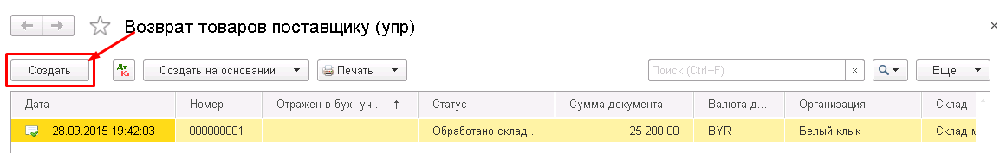 Возврат товаров поставщику (упр)
Создать Дт Кт Создать на основании Печать Поиск (Ctrl+F) × Еще
Дата Номер Отражен в бух. уч... ↑ Статус Сумма документа Валюта д... Организация Склад
28.09.2015 19:42:03 000000001 Обработано склад... 25 200,00 BYR Белый клык Склад м